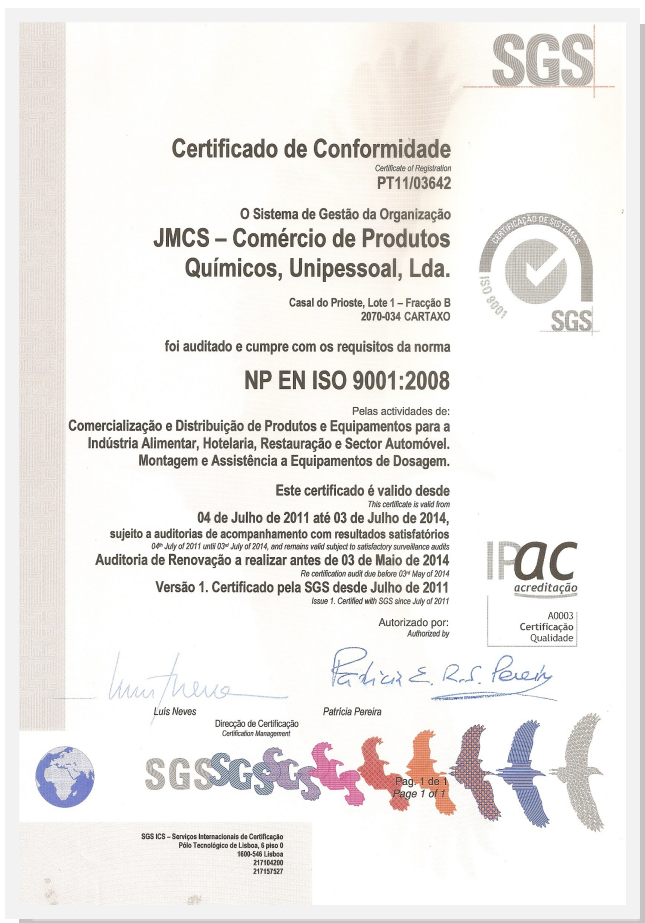 SGS
Certificado de Conformidade
Certificate of Registration
PT11/03642
O Sistema de Gestão da Organização
JMCS – Comércio de Produtos
Químicos, Unipessoal, Lda.
Casal do Prioste, Lote 1 – Fracção B
2070-034 CARTAXO
CERTIFICAÇÃO DE SISTEMAS
ISO 9001
SGS
foi auditado e cumpre com os requisitos da norma
NP EN ISO 9001:2008
Pelas actividades de:
Comercialização e Distribuição de Produtos e Equipamentos para a
Indústria Alimentar, Hotelaria, Restauração e Sector Automóvel.
Montagem e Assistência a Equipamentos de Dosagem.
Este certificado é valido desde
This certificate is valid from
04 de Julho de 2011 até 03 de Julho de 2014,
sujeito a auditorias de acompanhamento com resultados satisfatórios
04th July of 2011 until 03rd July of 2014, and remains valid subject to satisfactory surveillance audits
Auditoria de Renovação a realizar antes de 03 de Maio de 2014
Re certification audit due before 03rd May of 2014
Versão 1. Certificado pela SGS desde Julho de 2011
Issue 1. Certified with SGS since July of 2011
IPac
acreditação
A0003
Certificação
Qualidade
Autorizado por:
Authorized by
Patrícia E. R.S. Pereira
Luis Neves
Patrícia Pereira
Direcção de Certificação
Certification Management
SGSSGSSGS
Pag. 1 de 1
Page 1 of 1
SGS ICS – Serviços Internacionais de Certificação
Pólo Tecnológico de Lisboa, 6 piso 0
1600-546 Lisboa
217104200
217157527